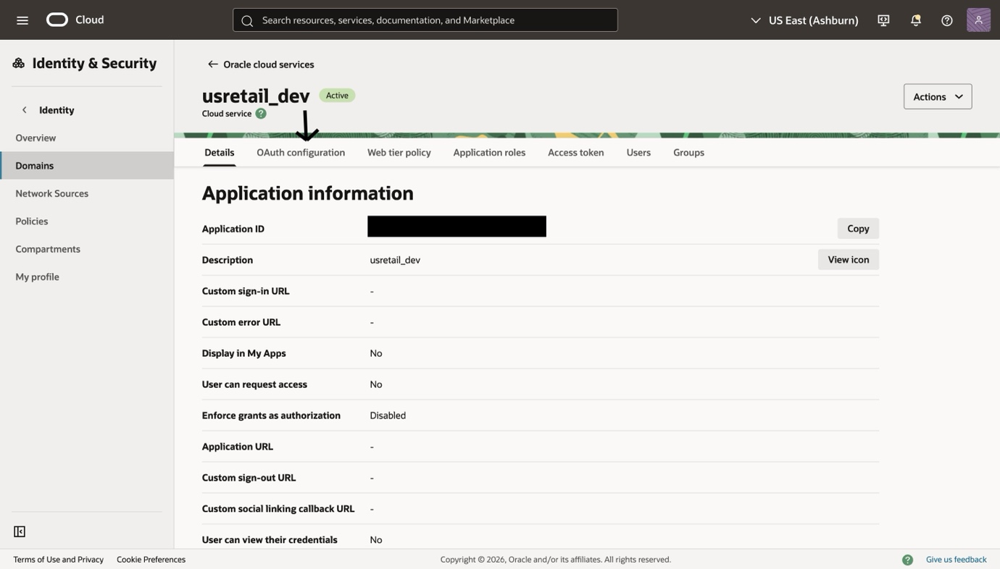 Cloud
Search resources, services, documentation, and Marketplace
US East (Ashburn)
Identity & Security
Identity
Overview
Domains
Network Sources
Policies
Compartments
My profile
Oracle cloud services
usretail_dev Active
Cloud service ?
Actions
Details OAuth configuration Web tier policy Application roles Access token Users Groups
Application information
Application ID Copy
Description usretail_dev View icon
Custom sign-in URL -
Custom error URL -
Display in My Apps No
User can request access No
Enforce grants as authorization Disabled
Application URL -
Custom sign-out URL -
Custom social linking callback URL -
User can view their credentials No
Terms of Use and Privacy Cookie Preferences Copyright © 2026, Oracle and/or its affiliates. All rights reserved. ? Give us feedback